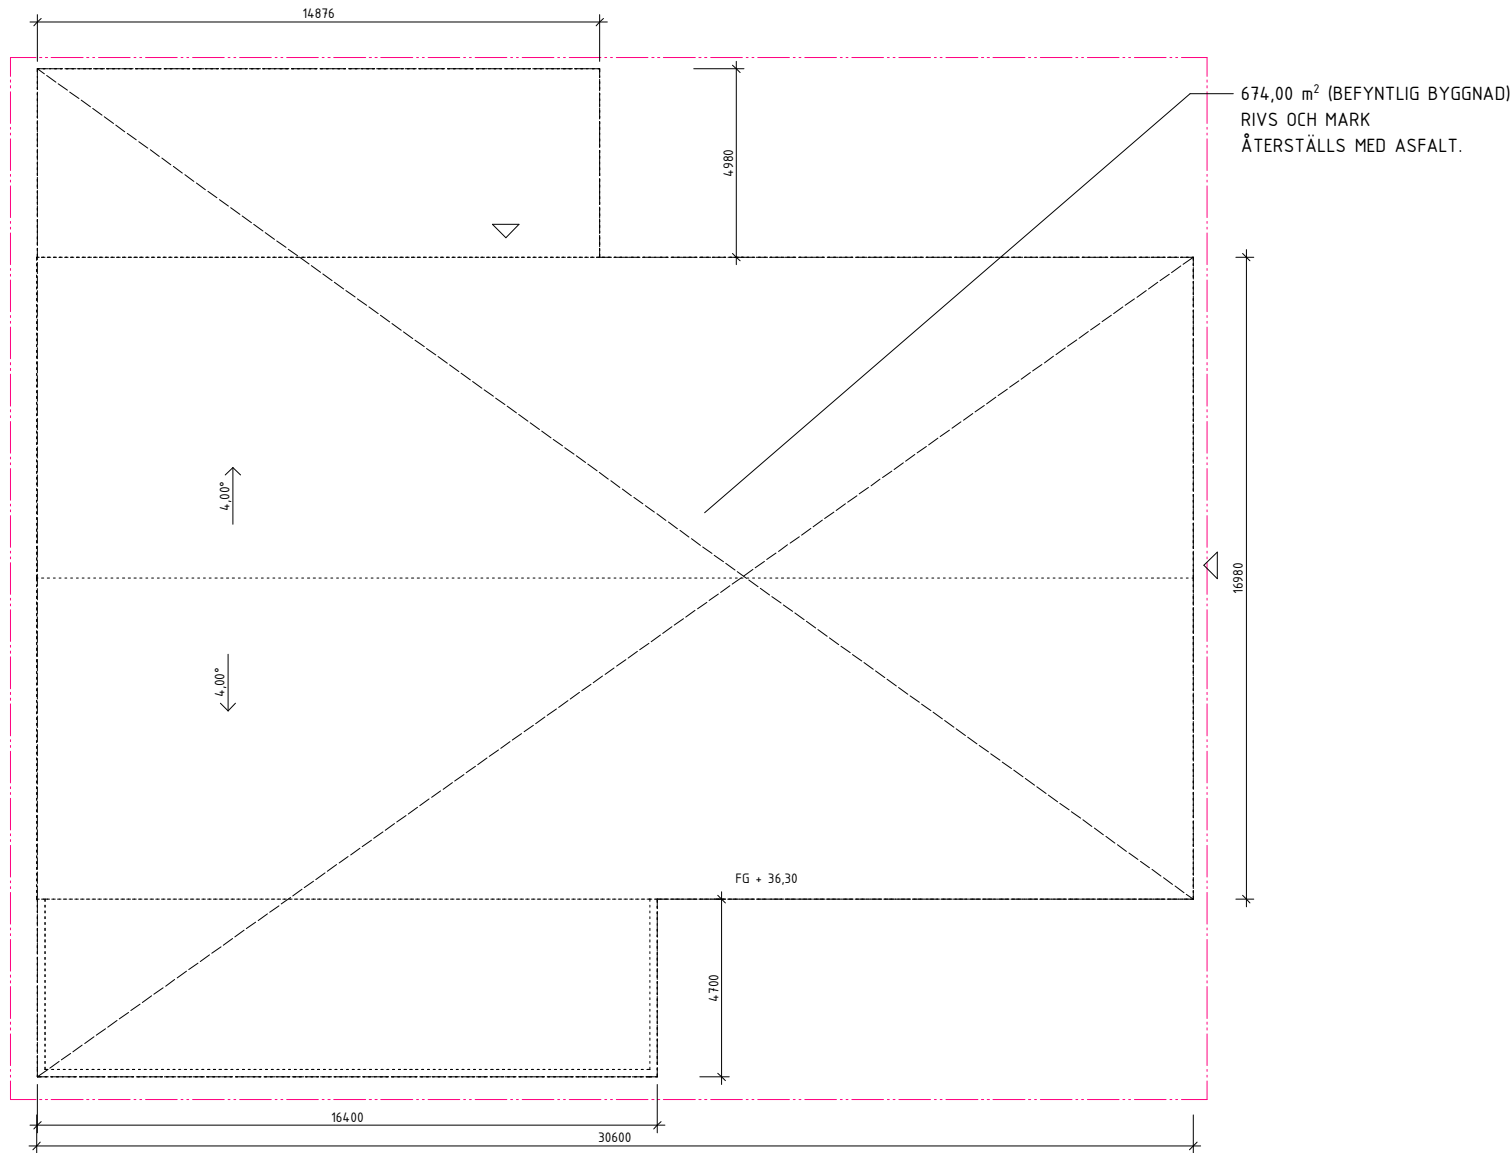 14876
674,00 m² (BEFYNTLIG BYGGNAD)
RIVS OCH MARK
ÅTERSTÄLLS MED ASFALT.
4980
4,00°
16980
4,00°
FG + 36,30
4700
16400
30600